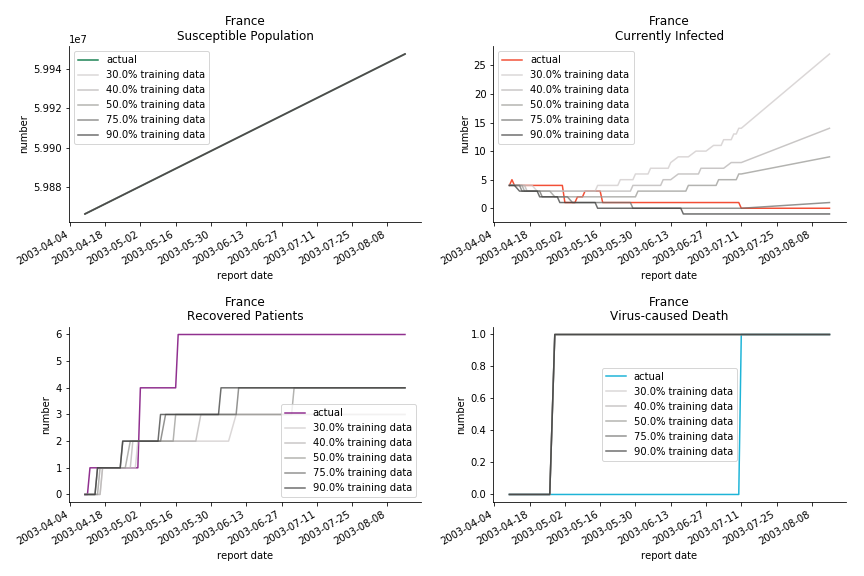 France
Susceptible Population
1e7
5.994
5.992
5.990
5.988
number
actual
30.0% training data
40.0% training data
50.0% training data
75.0% training data
90.0% training data
2003-04-04
2003-04-18
2003-05-02
2003-05-16
2003-05-30
2003-06-13
2003-06-27
2003-07-11
2003-07-25
2003-08-08
report date
France
Currently Infected
25
20
15
10
5
0
number
actual
30.0% training data
40.0% training data
50.0% training data
75.0% training data
90.0% training data
2003-04-04
2003-04-18
2003-05-02
2003-05-16
2003-05-30
2003-06-13
2003-06-27
2003-07-11
2003-07-25
2003-08-08
report date
France
Recovered Patients
6
5
4
3
2
1
0
number
actual
30.0% training data
40.0% training data
50.0% training data
75.0% training data
90.0% training data
2003-04-04
2003-04-18
2003-05-02
2003-05-16
2003-05-30
2003-06-13
2003-06-27
2003-07-11
2003-07-25
2003-08-08
report date
France
Virus-caused Death
1.0
0.8
0.6
0.4
0.2
0.0
number
actual
30.0% training data
40.0% training data
50.0% training data
75.0% training data
90.0% training data
2003-04-04
2003-04-18
2003-05-02
2003-05-16
2003-05-30
2003-06-13
2003-06-27
2003-07-11
2003-07-25
2003-08-08
report date